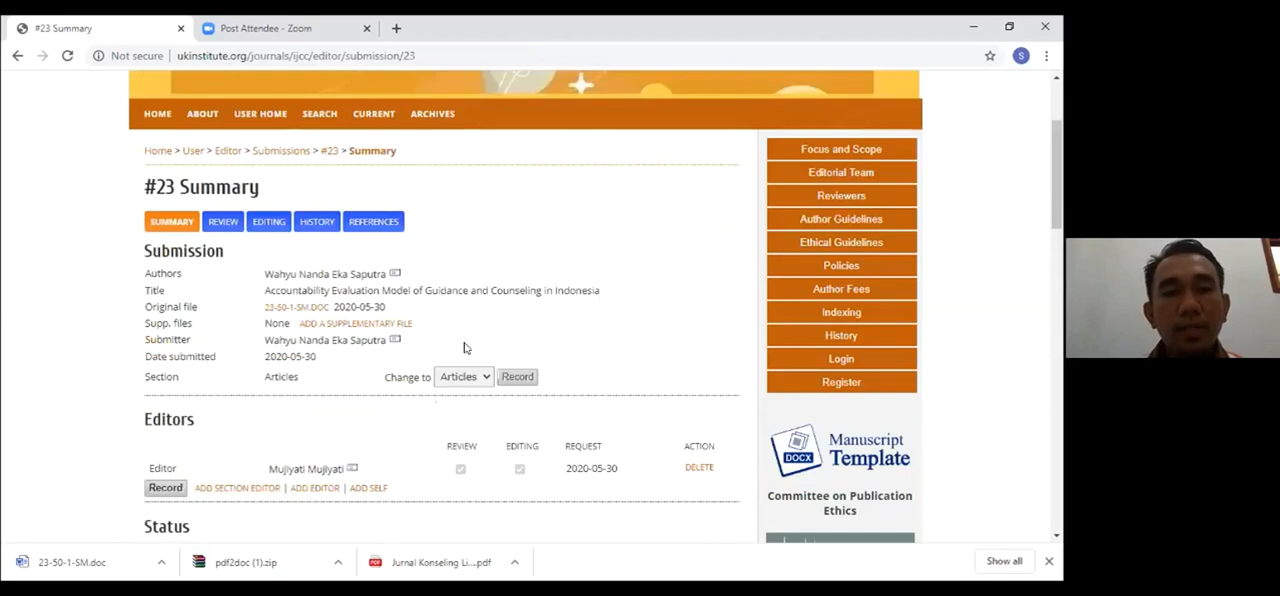 #23 Summary
Post Attendee - Zoom
Not secure
ukinstitute.org/journals/ijcc/editor/submission/23
S
HOME ABOUT USER HOME SEARCH CURRENT ARCHIVES
Home > User > Editor > Submissions > #23 > Summary
#23 Summary
SUMMARY REVIEW EDITING HISTORY REFERENCES
Submission
Authors Wahyu Nanda Eka Saputra
Title Accountability Evaluation Model of Guidance and Counseling in Indonesia
Original file 23-50-1-SM.DOC 2020-05-30
Supp. files None ADD A SUPPLEMENTARY FILE
Submitter Wahyu Nanda Eka Saputra
Date submitted 2020-05-30
Section Articles Change to Articles Record
Editors
REVIEW EDITING REQUEST ACTION
Editor Mujiyati Mujiyati 2020-05-30 DELETE
Record ADD SECTION EDITOR | ADD EDITOR | ADD SELF
Status
Focus and Scope
Editorial Team
Reviewers
Author Guidelines
Ethical Guidelines
Policies
Author Fees
Indexing
History
Login
Register
DOCX
Manuscript
Template
Committee on Publication
Ethics
23-50-1-SM.doc
pdf2doc (1).zip
PDF
Jurnal Konseling Li....pdf
Show all